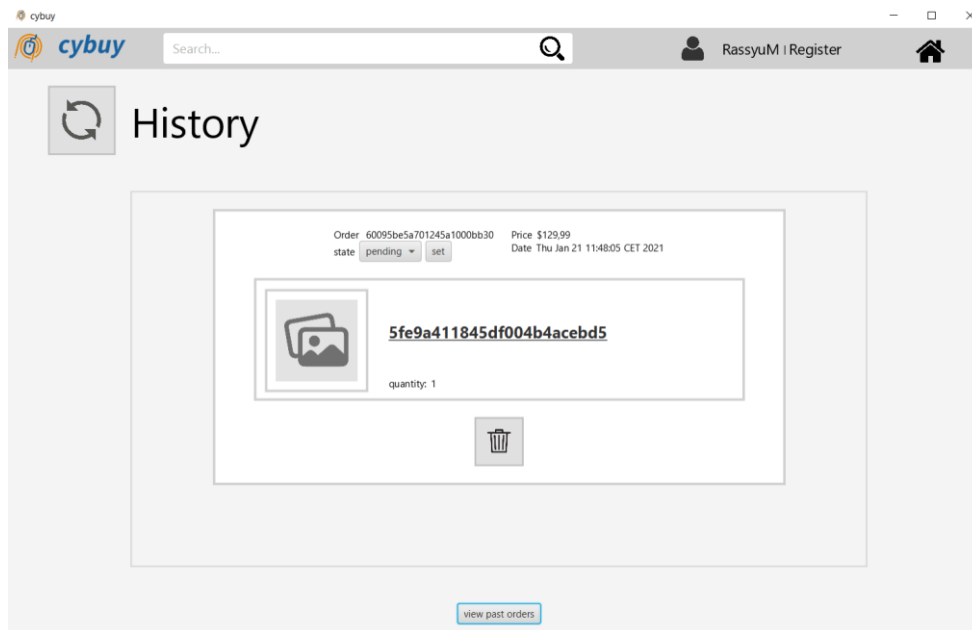 cybuy
cybuy
Search...
RassyuM | Register
History
Order 60095be5a701245a1000bb30
Price $129,99
state pending set
Date Thu Jan 21 11:48:05 CET 2021
5fe9a411845df004b4acebd5
quantity: 1
view past orders